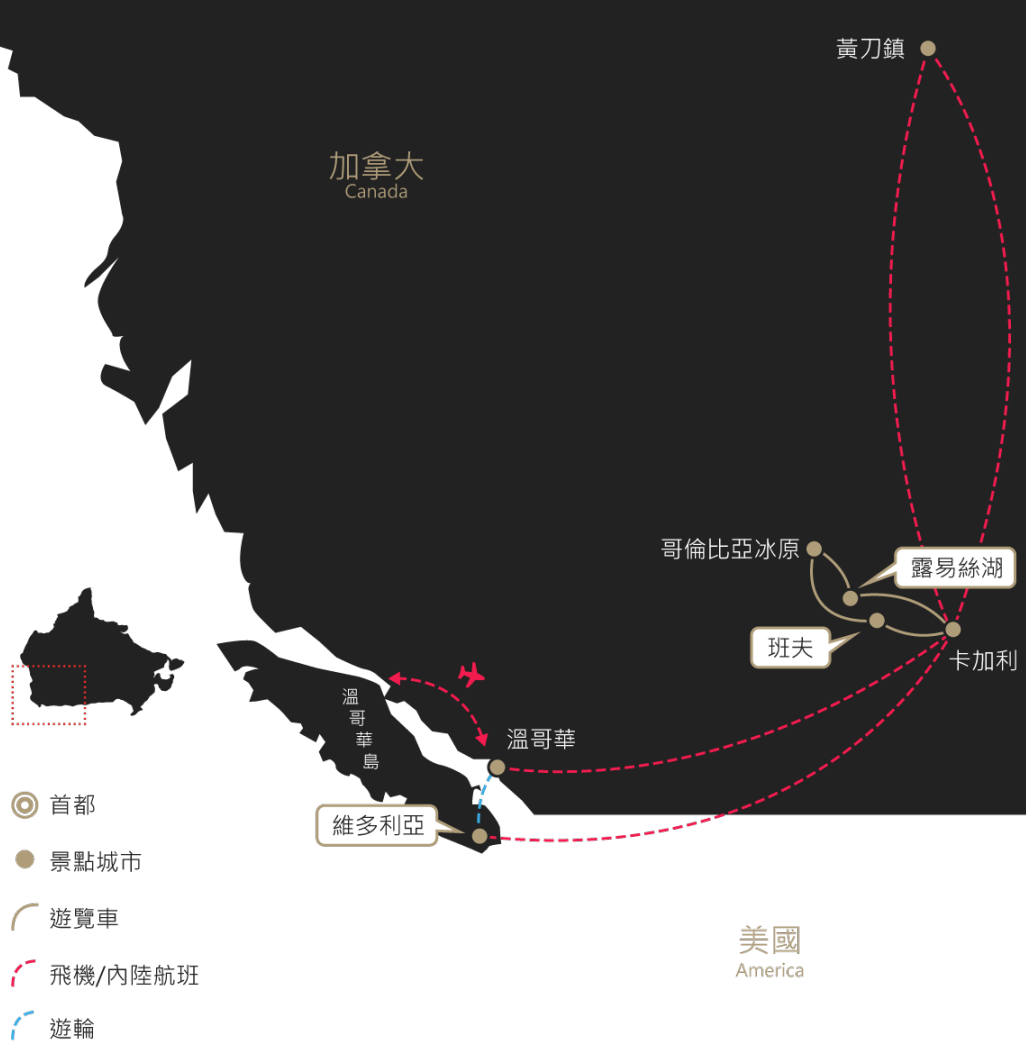 黃刀鎮
加拿大
Canada
哥倫比亞冰原
露易絲湖
班夫
卡加利
溫哥華島
溫哥華
維多利亞
首都
景點城市
遊覽車
飛機/內陸航班
遊輪
美國
America